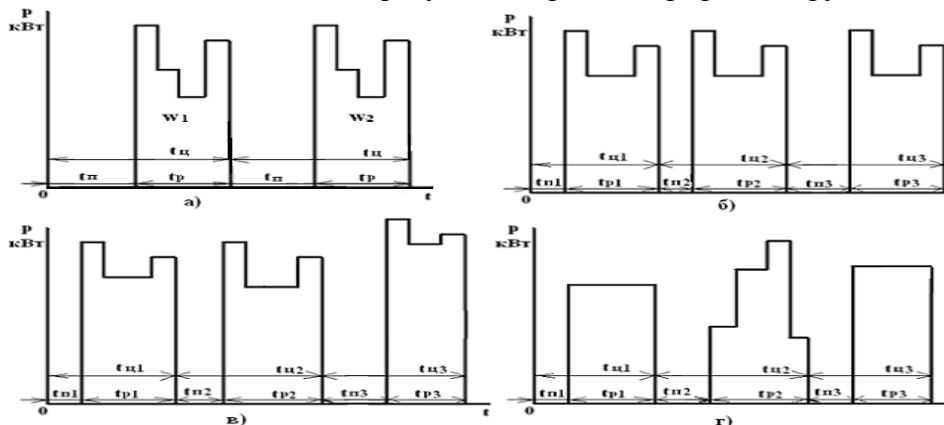 P
кВт
W1
W2
tц
tц
tп
tр
tп
tр
0
t
а)
P
кВт
tц1
tц2
tц3
tп1
tр1
tп2
tр2
tп3
tр3
0
б)
P
кВт
tц1
tц2
tц3
tп1
tр1
tп2
tр2
tп3
tр3
0
t
в)
P
кВт
tц1
tц2
tц3
tп1
tр1
tп2
tр2
tп3
tр3
0
г)